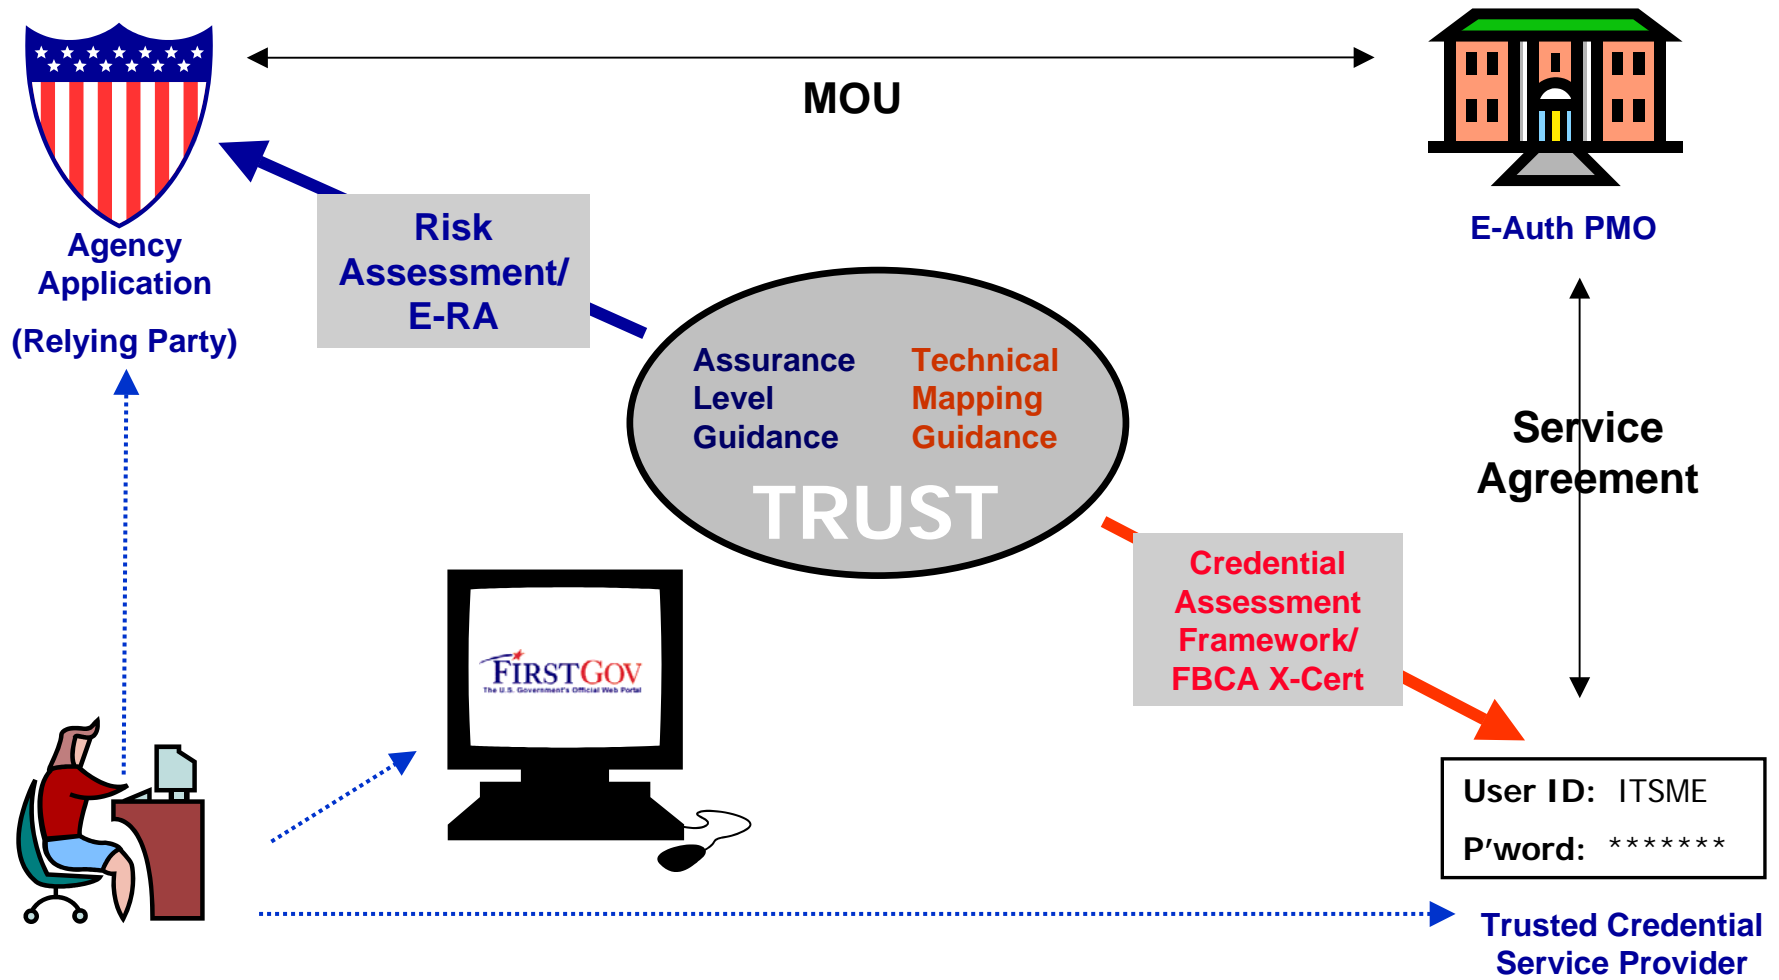 MOU
Agency
Application
(Relying Party)
E-Auth PMO
Risk
Assessment/
E-RA
Assurance
Level
Guidance
Technical
Mapping
Guidance
TRUST
Service
Agreement
Credential
Assessment
Framework/
FBCA X-Cert
FIRSTGOV
The U.S. Government's Official Web Portal
User ID: ITSME
P'word: *******
Trusted Credential
Service Provider